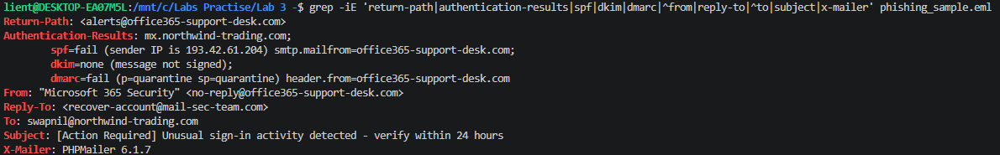 lient@DESKTOP-EA07M5L:/mnt/c/Labs Practise/Lab 3 -$ grep -iE 'return-path|authentication-results|spf|dkim|dmarc|^from|reply-to|^to|subject|x-mailer' phishing_sample.eml
Return-Path: <alerts@office365-support-desk.com>
Authentication-Results: mx.northwind-trading.com;
        spf=fail (sender IP is 193.42.61.204) smtp.mailfrom=office365-support-desk.com;
        dkim=none (message not signed);
        dmarc=fail (p=quarantine sp=quarantine) header.from=office365-support-desk.com
From: "Microsoft 365 Security" <no-reply@office365-support-desk.com>
Reply-To: <recover-account@mail-sec-team.com>
To: swapnil@northwind-trading.com
Subject: [Action Required] Unusual sign-in activity detected - verify within 24 hours
X-Mailer: PHPMailer 6.1.7